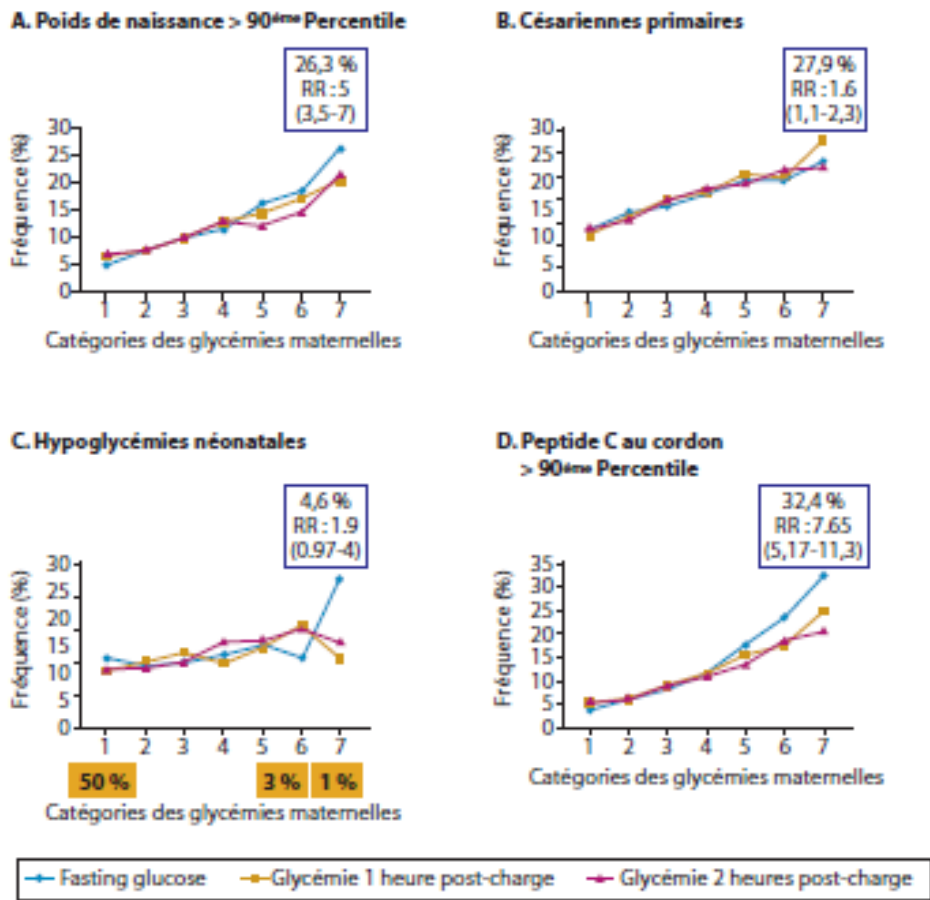 A. Poids de naissance > 90ème Percentile
26,3 %
RR : 5
(3,5-7)
Fréquence (%)
30
25
20
15
10
5
0
1 2 3 4 5 6 7
Catégories des glycémies maternelles
B. Césariennes primaires
27,9 %
RR : 1.6
(1,1-2,3)
Fréquence (%)
30
25
20
15
10
5
0
1 2 3 4 5 6 7
Catégories des glycémies maternelles
C. Hypoglycémies néonatales
4,6 %
RR : 1.9
(0.97-4)
Fréquence (%)
30
25
20
15
10
5
0
1 2 3 4 5 6 7
50 % 3 % 1 %
Catégories des glycémies maternelles
D. Peptide C au cordon
> 90ème Percentile
32,4 %
RR : 7.65
(5,17-11,3)
Fréquence (%)
35
30
25
20
15
10
5
0
1 2 3 4 5 6 7
Catégories des glycémies maternelles
Fasting glucose Glycémie 1 heure post-charge Glycémie 2 heures post-charge